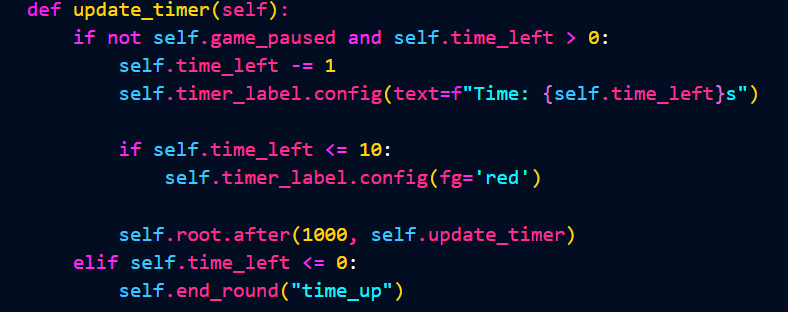 def update_timer(self):
    if not self.game_paused and self.time_left > 0:
        self.time_left -= 1
        self.timer_label.config(text=f"Time: {self.time_left}s")

        if self.time_left <= 10:
            self.timer_label.config(fg='red')

        self.root.after(1000, self.update_timer)
    elif self.time_left <= 0:
        self.end_round("time_up")